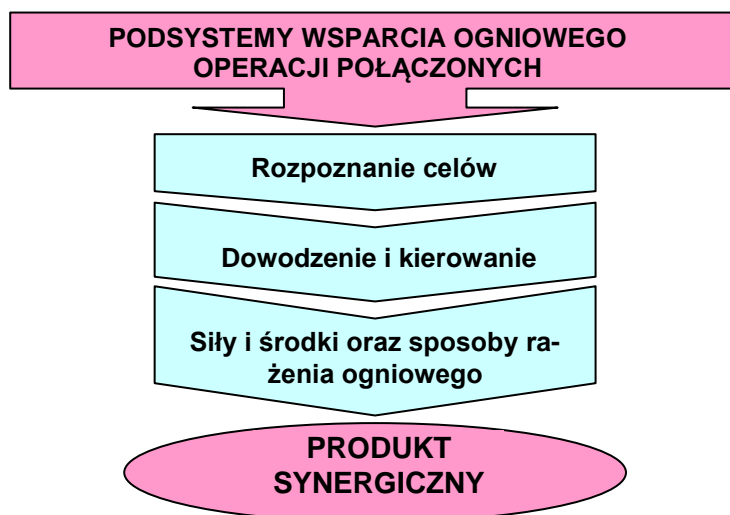 PODSYSTEMY WSPARCIA OGNIOWEGO
OPERACJI POŁĄCZONYCH
Rozpoznanie celów
Dowodzenie i kierowanie
Siły i środki oraz sposoby ra-
żenia ogniowego
PRODUKT
SYNERGICZNY